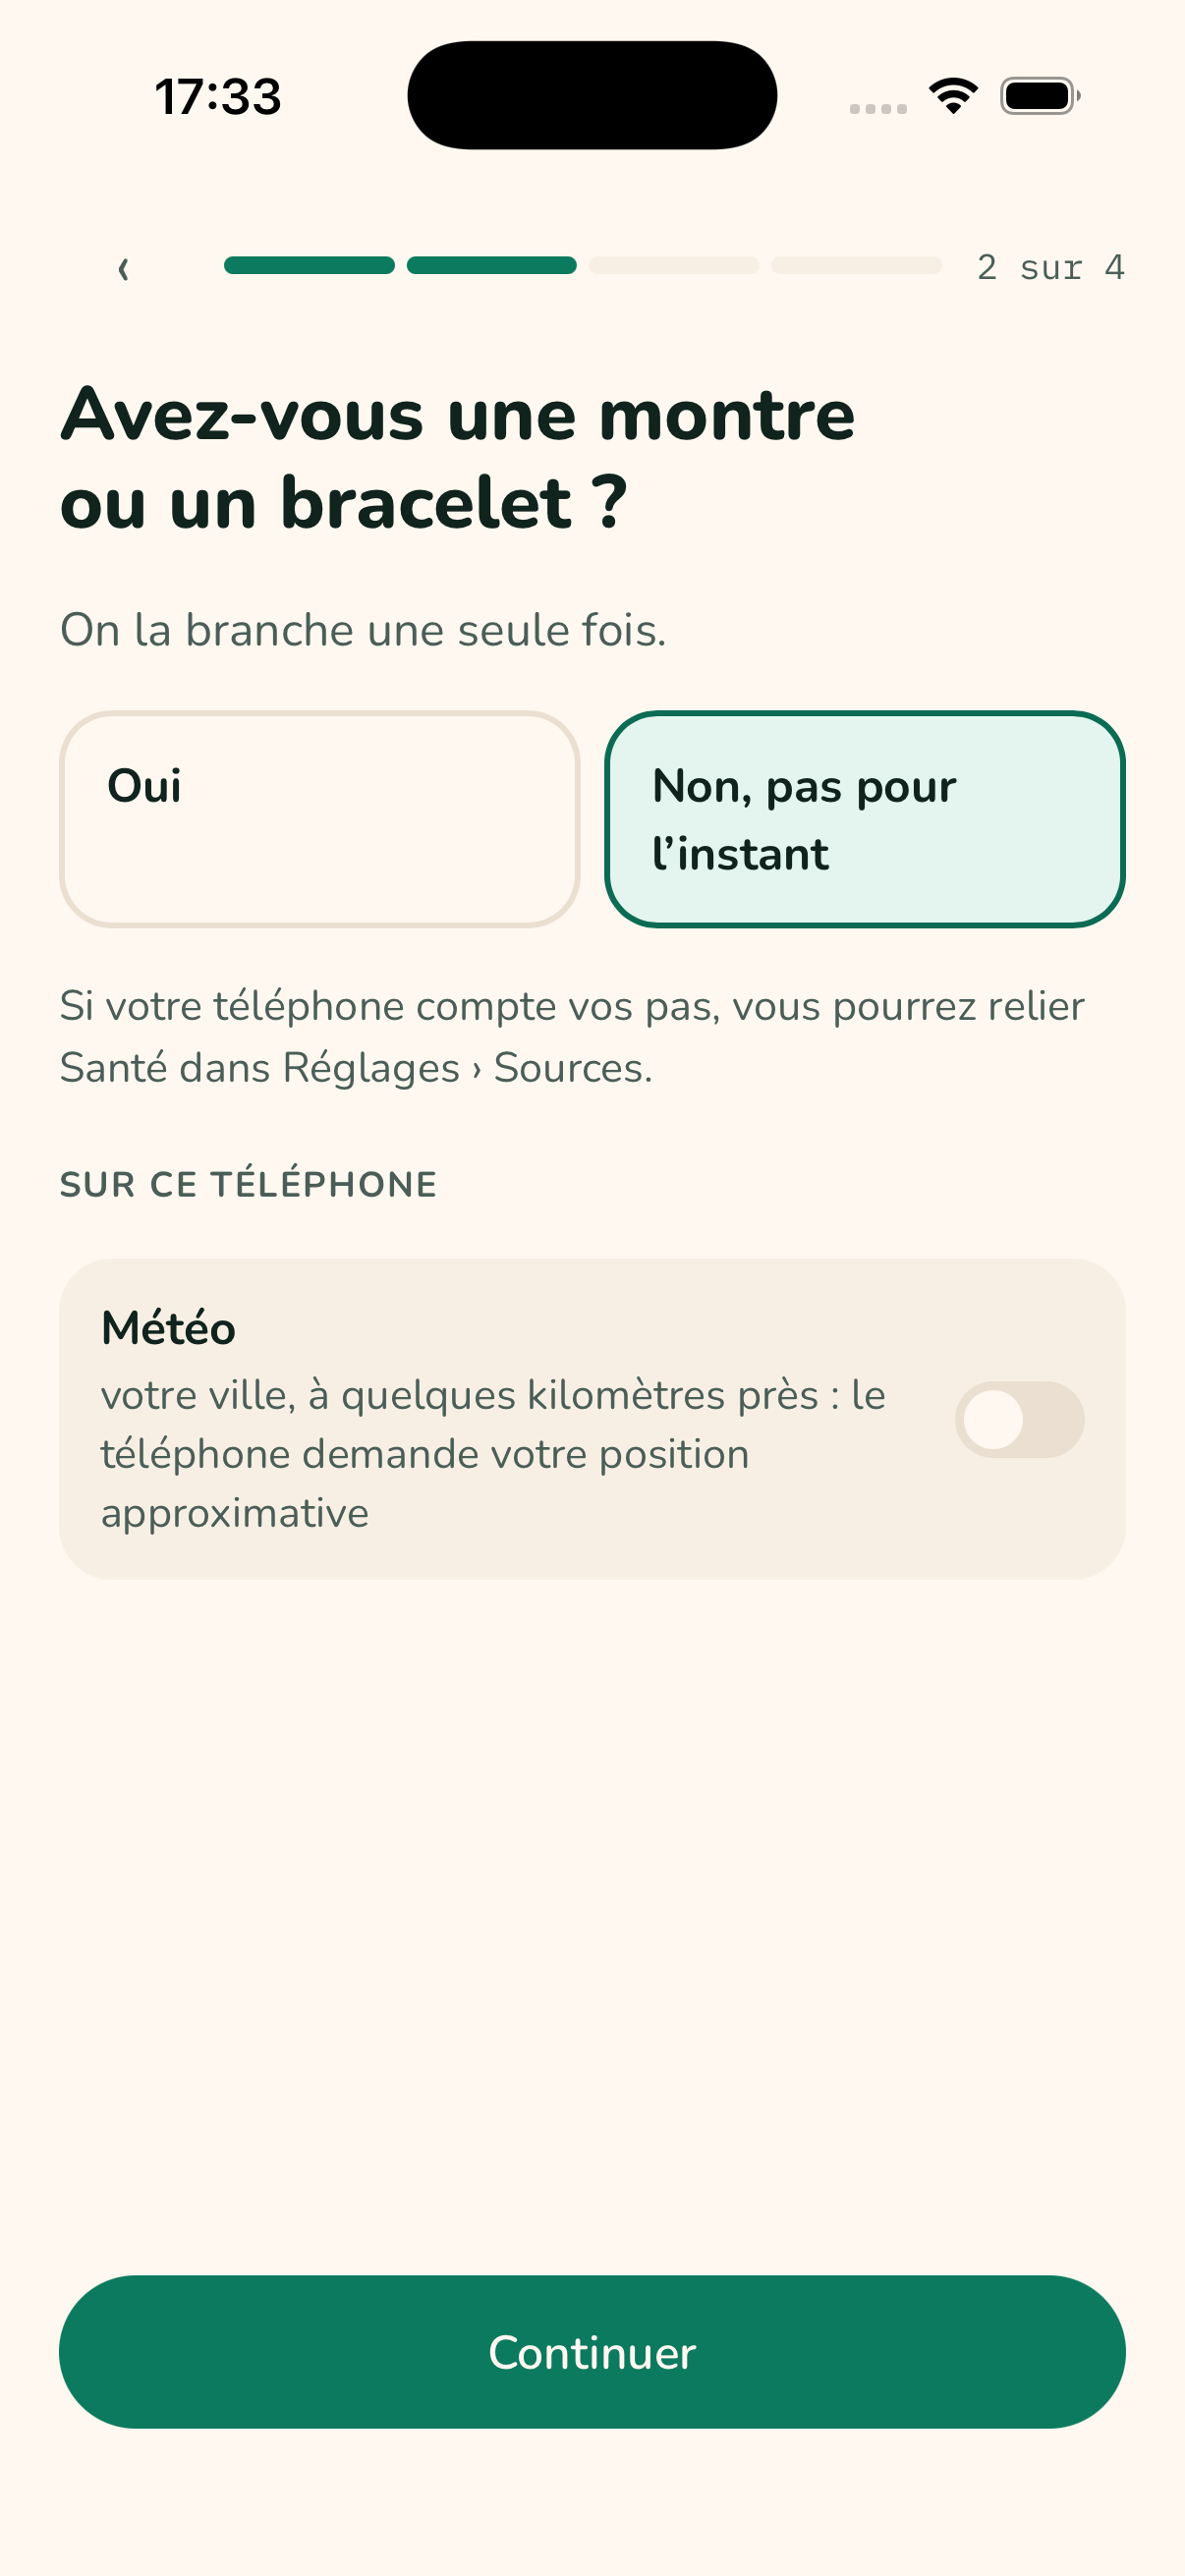 17:33
‹
2 sur 4
Avez-vous une montre
ou un bracelet ?
On la branche une seule fois.
Oui
Non, pas pour
l’instant
Si votre téléphone compte vos pas, vous pourrez relier
Santé dans Réglages › Sources.
SUR CE TÉLÉPHONE
Météo
votre ville, à quelques kilomètres près : le
téléphone demande votre position
approximative
Continuer